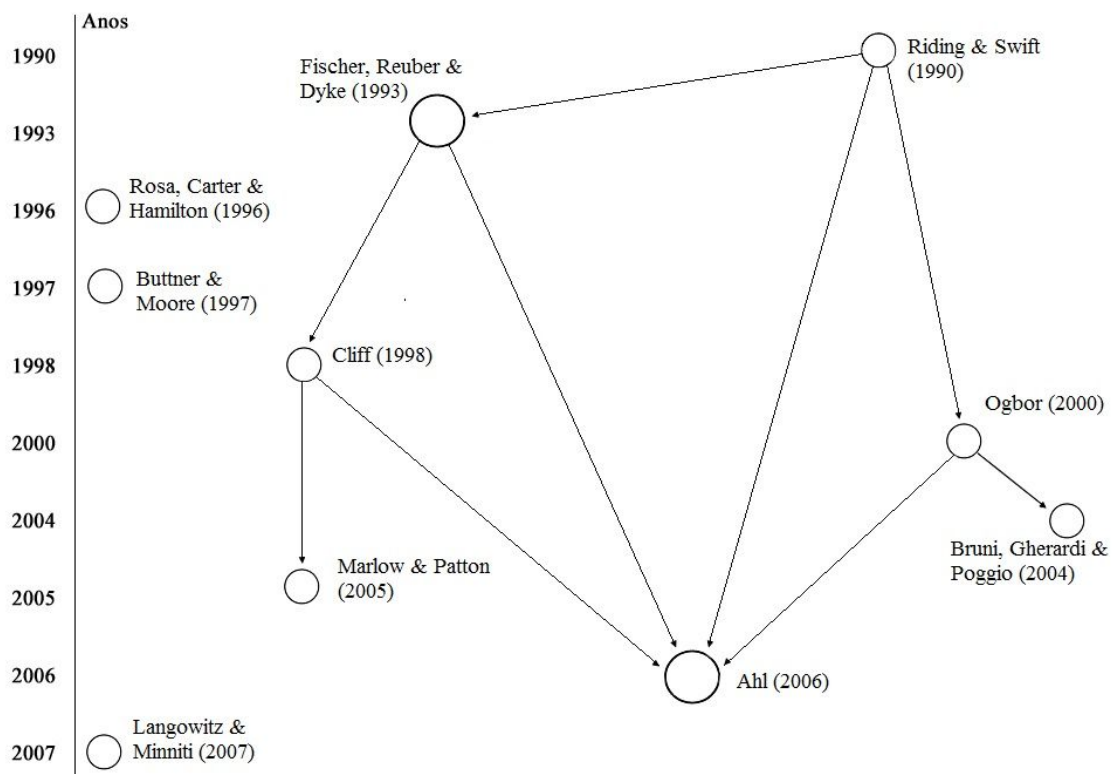 Anos
1990
Riding & Swift
(1990)
Fischer, Reuber &
Dyke (1993)
1993
Rosa, Carter &
Hamilton (1996)
1996
Buttner &
Moore (1997)
1997
Cliff (1998)
1998
Ogbor (2000)
2000
2004
Bruni, Gherardi &
Poggio (2004)
Marlow & Patton
(2005)
2005
2006
Ahl (2006)
Langowitz &
Minniti (2007)
2007